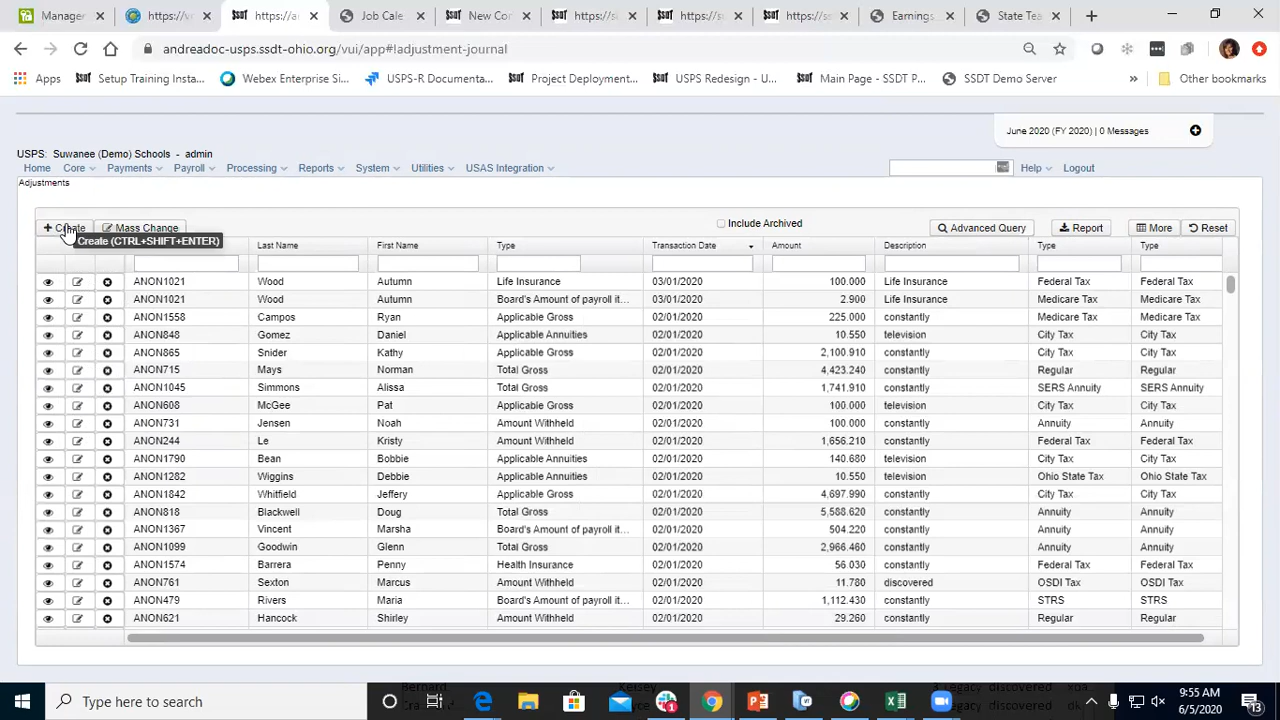 Manager
https://x
https://a
Job Cale
New Cor
https://si
https://
https://
Earnings
State Tea
andreadoc-usps.ssdt-ohio.org/vui/app#!adjustment-journal
Apps Setup Training Insta... Webex Enterprise Si... USPS-R Documenta... Project Deploymen... USPS Redesign - U... Main Page - SSDT P... SSDT Demo Server » Other bookmarks
June 2020 (FY 2020) | 0 Messages
USPS: Suwanee (Demo) Schools - admin
Home Core Payments Payroll Processing Reports System Utilities USAS Integration Help Logout
Adjustments
Create Mass Change Include Archived Advanced Query Report More Reset
Create (CTRL+SHIFT+ENTER)
Last Name First Name Type Transaction Date Amount Description Type Type
ANON1021 Wood Autumn Life Insurance 03/01/2020 100.000 Life Insurance Federal Tax Federal Tax
ANON1021 Wood Autumn Board's Amount of payroll it... 03/01/2020 2.900 Life Insurance Medicare Tax Medicare Tax
ANON1558 Campos Ryan Applicable Gross 02/01/2020 225.000 constantly Medicare Tax Medicare Tax
ANON848 Gomez Daniel Applicable Annuities 02/01/2020 10.550 television City Tax City Tax
ANON865 Snider Kathy Applicable Gross 02/01/2020 2,100.910 constantly City Tax City Tax
ANON715 Mays Norman Total Gross 02/01/2020 4,423.240 constantly Regular Regular
ANON1045 Simmons Alissa Total Gross 02/01/2020 1,741.910 constantly SERS Annuity SERS Annuity
ANON608 McGee Pat Applicable Gross 02/01/2020 100.000 television City Tax City Tax
ANON731 Jensen Noah Amount Withheld 02/01/2020 100.000 constantly Annuity Annuity
ANON244 Le Kristy Amount Withheld 02/01/2020 1,656.210 constantly Federal Tax Federal Tax
ANON1790 Bean Bobbie Applicable Annuities 02/01/2020 140.680 television City Tax City Tax
ANON1282 Wiggins Debbie Applicable Annuities 02/01/2020 10.550 television Ohio State Tax Ohio State Tax
ANON1842 Whitfield Jeffery Applicable Gross 02/01/2020 4,697.990 constantly City Tax City Tax
ANON818 Blackwell Doug Total Gross 02/01/2020 5,588.620 constantly Annuity Annuity
ANON1367 Vincent Marsha Board's Amount of payroll it... 02/01/2020 504.220 constantly Annuity Annuity
ANON1099 Goodwin Glenn Total Gross 02/01/2020 2,966.460 constantly Annuity Annuity
ANON1574 Barrera Penny Health Insurance 02/01/2020 56.030 constantly Federal Tax Federal Tax
ANON761 Sexton Marcus Amount Withheld 02/01/2020 11.780 discovered OSDI Tax OSDI Tax
ANON479 Rivers Maria Board's Amount of payroll it... 02/01/2020 1,112.430 constantly STRS STRS
ANON621 Hancock Shirley Amount Withheld 02/01/2020 29.260 constantly Regular Regular
Type here to search
9:55 AM
6/5/2020
13